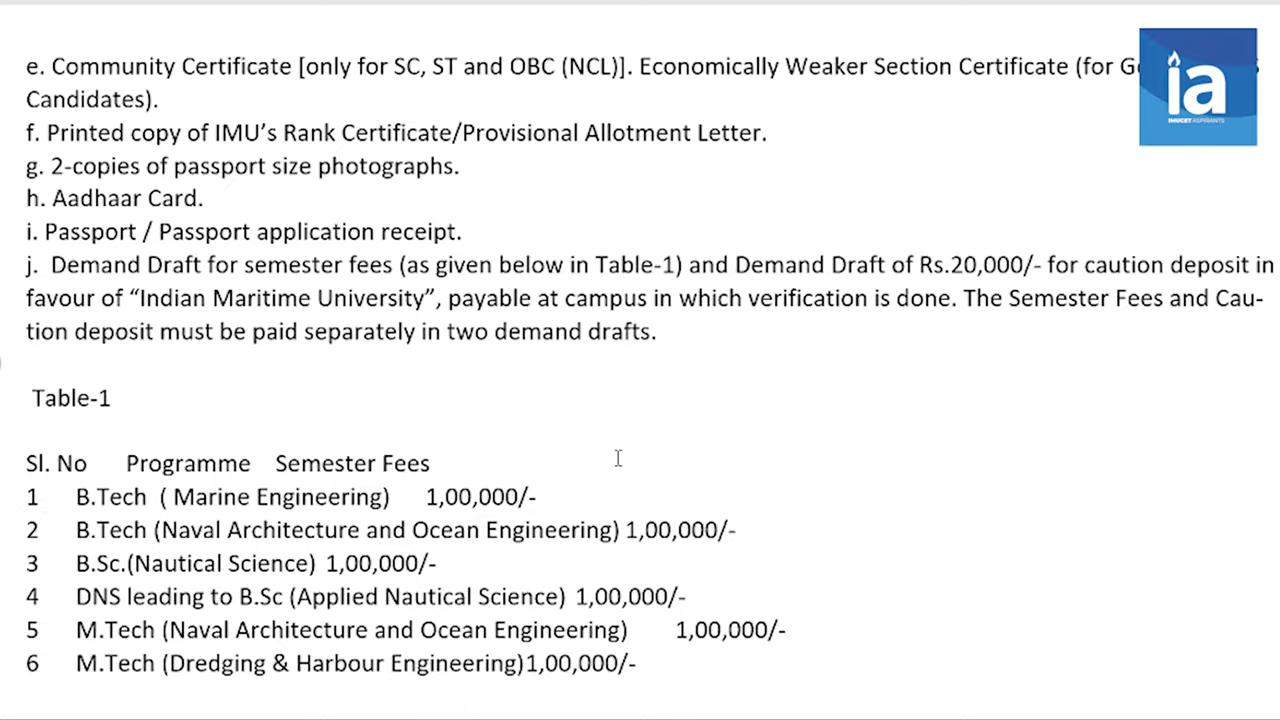 e. Community Certificate [only for SC, ST and OBC (NCL)]. Economically Weaker Section Certificate (for
Candidates).
f. Printed copy of IMU's Rank Certificate/Provisional Allotment Letter.
g. 2-copies of passport size photographs.
h. Aadhaar Card.
i. Passport / Passport application receipt.
j.  Demand Draft for semester fees (as given below in Table-1) and Demand Draft of Rs.20,000/- for caution deposit in
favour of “Indian Maritime University”, payable at campus in which verification is done. The Semester Fees and Cau-
tion deposit must be paid separately in two demand drafts.
Table-1
Sl. No Programme Semester Fees
1 B.Tech ( Marine Engineering) 1,00,000/-
2 B.Tech (Naval Architecture and Ocean Engineering) 1,00,000/-
3 B.Sc.(Nautical Science) 1,00,000/-
4 DNS leading to B.Sc (Applied Nautical Science) 1,00,000/-
5 M.Tech (Naval Architecture and Ocean Engineering) 1,00,000/-
6 M.Tech (Dredging & Harbour Engineering)1,00,000/-
ia
IMUCET ASPIRANTS